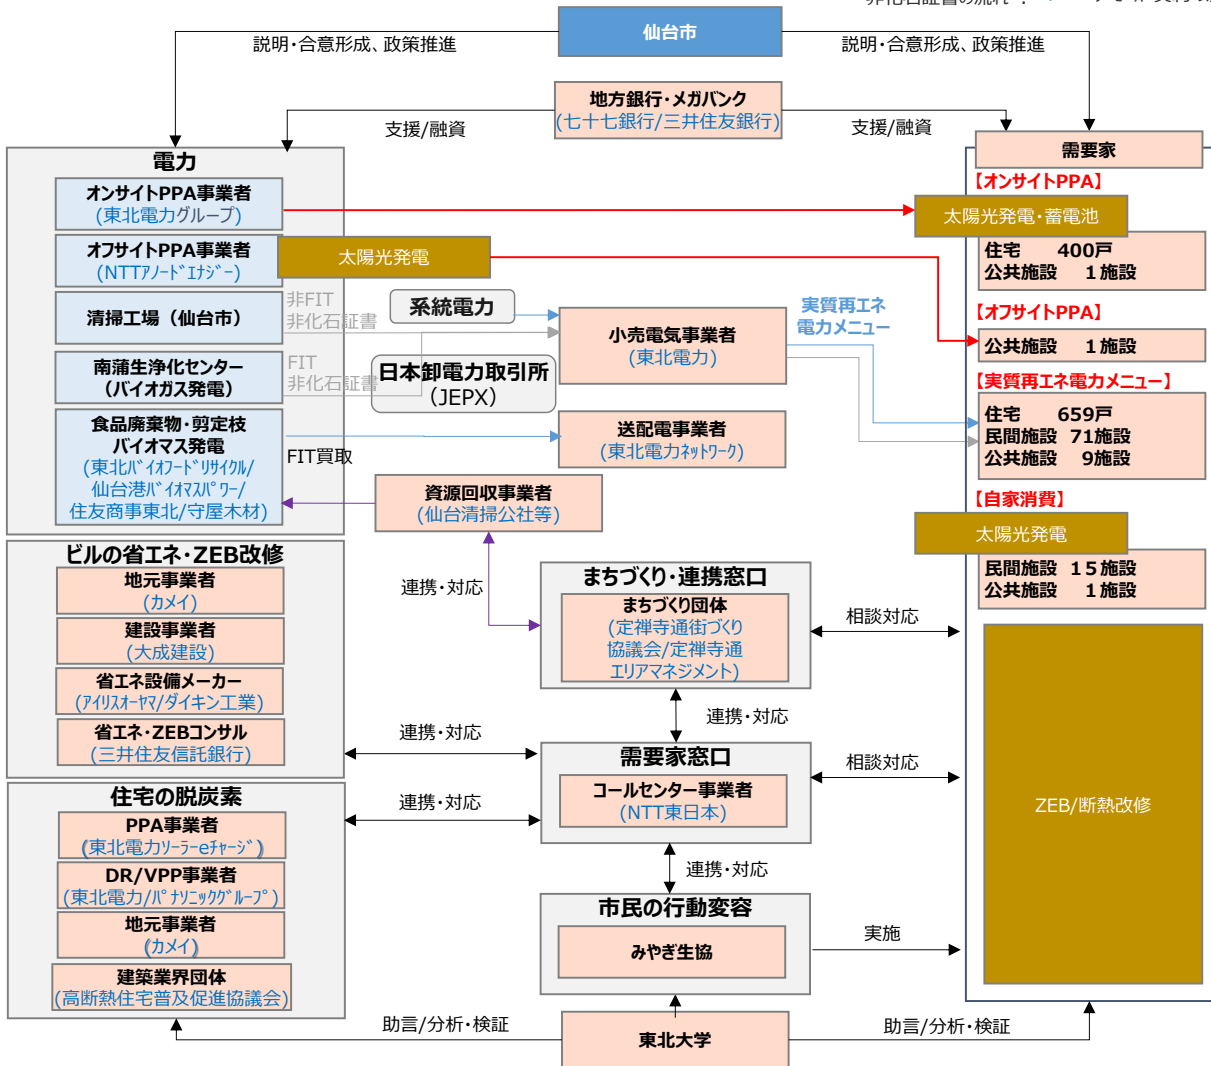 仙台市
説明・合意形成、政策推進
説明・合意形成、政策推進
地方銀行・メガバンク
(七十七銀行/三井住友銀行)
支援/融資
支援/融資
電力
オンサイトPPA事業者
(東北電力グループ)
オフサイトPPA事業者
(NTTｱﾉｰﾄﾞｴﾅｼﾞｰ)
太陽光発電
清掃工場（仙台市）
非FIT
非化石証書
南蒲生浄化センター
（バイオガス発電）
FIT
非化石証書
食品廃棄物・剪定枝
バイオマス発電
(東北ﾊﾞｲｵﾌｰﾄﾞﾘｻｲｸﾙ/
仙台港ﾊﾞｲｵﾏｽﾊﾟﾜｰ/
住友商事東北/守屋木材)
FIT買取
系統電力
日本卸電力取引所
（JEPX）
小売電気事業者
(東北電力)
実質再エネ
電力メニュー
送配電事業者
(東北電力ﾈｯﾄﾜｰｸ)
資源回収事業者
(仙台清掃公社等)
連携・対応
需要家
【オンサイトPPA】
太陽光発電・蓄電池
住宅 400戸
公共施設 1施設
【オフサイトPPA】
公共施設 1施設
【実質再エネ電力メニュー】
住宅 659戸
民間施設 71施設
公共施設 9施設
【自家消費】
太陽光発電
民間施設 15施設
公共施設 1施設
ZEB/断熱改修
ビルの省エネ・ZEB改修
地元事業者
(カメイ)
建設事業者
(大成建設)
省エネ設備メーカー
(ｱｲﾘｽｵｰﾔﾏ/ダイキン工業)
省エネ・ZEBコンサル
(三井住友信託銀行)
まちづくり・連携窓口
まちづくり団体
(定禅寺通街づくり
協議会/定禅寺通
エリアマネジメント)
相談対応
連携・対応
連携・対応
需要家窓口
コールセンター事業者
(NTT東日本)
相談対応
連携・対応
連携・対応
住宅の脱炭素
PPA事業者
(東北電力ｿｰﾗｰeﾁｬｰｼﾞ)
DR/VPP事業者
(東北電力/ﾊﾟﾅｿﾆｯｸｸﾞﾙｰﾌﾟ)
地元事業者
(カメイ)
建築業界団体
(高断熱住宅普及促進協議会)
市民の行動変容
みやぎ生協
実施
助言/分析・検証
東北大学
助言/分析・検証